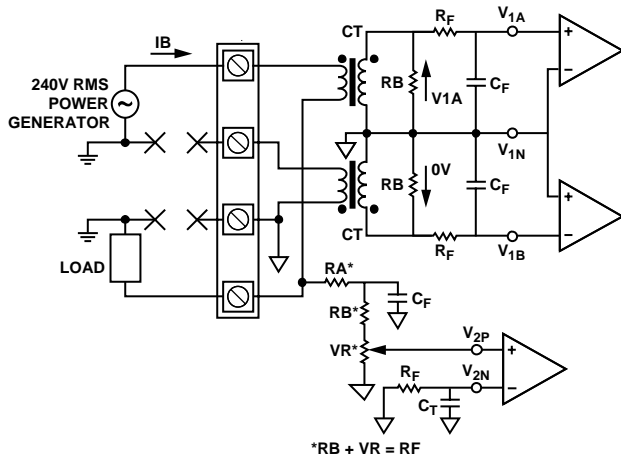 IB
240V RMS
POWER
GENERATOR
LOAD
CT
RB
V1A
RF
CF
V1A
V1N
RB
0V
CF
CT
RF
V1B
RA*
CF
RB*
VR*
V2P
RF
V2N
CT
*RB + VR = RF
+
−
+
−
+
−